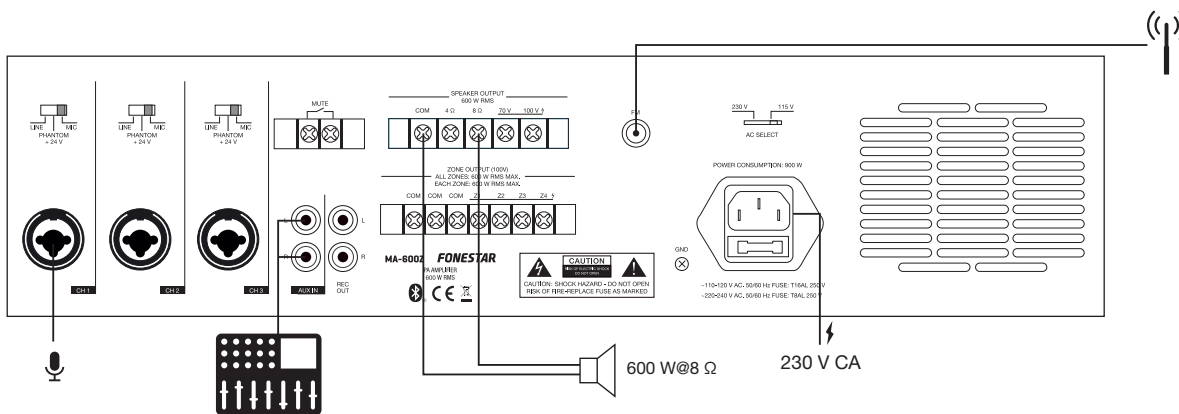 LINE MIC
PHANTOM
+ 24 V
LINE MIC
PHANTOM
+ 24 V
LINE MIC
PHANTOM
+ 24 V
CH 1
CH 2
CH 3
MUTE
L L
R R
AUX IN
REC
OUT
SPEAKER OUTPUT
600 W RMS
COM 4 Ω 8 Ω 70 V 100 V
ZONE OUTPUT (100V)
ALL ZONES: 600 W RMS MAX.
EACH ZONE: 600 W RMS MAX.
COM COM COM Z1 Z2 Z3 Z4
MA-600Z FONESTAR
PA AMPLIFIER
600 W RMS
CE
CAUTION
RISK OF ELECTRIC SHOCK
DO NOT OPEN
CAUTION: SHOCK HAZARD - DO NOT OPEN
RISK OF FIRE-REPLACE FUSE AS MARKED
FM
230 V 115 V
AC SELECT
POWER CONSUMPTION: 900 W
GND
~110-120 V AC, 50/60 Hz FUSE: T16AL 250 V
~220-240 V AC, 50/60 Hz FUSE: T8AL 250 V
600 W@8 Ω
230 V CA